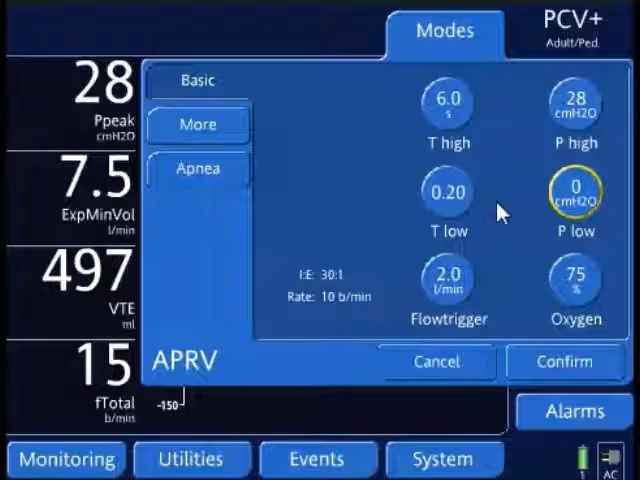 Modes
PCV+
Adult/Ped.
28
Ppeak
cmH2O
7.5
ExpMinVol
l/min
497
VTE
ml
15
fTotal
b/min
Basic
More
Apnea
6.0
s
T high
28
cmH2O
P high
0.20
T low
0
cmH2O
P low
I:E: 30:1
Rate: 10 b/min
2.0
l/min
Flowtrigger
75
%
Oxygen
APRV
Cancel
Confirm
-150
Alarms
Monitoring
Utilities
Events
System
1
AC